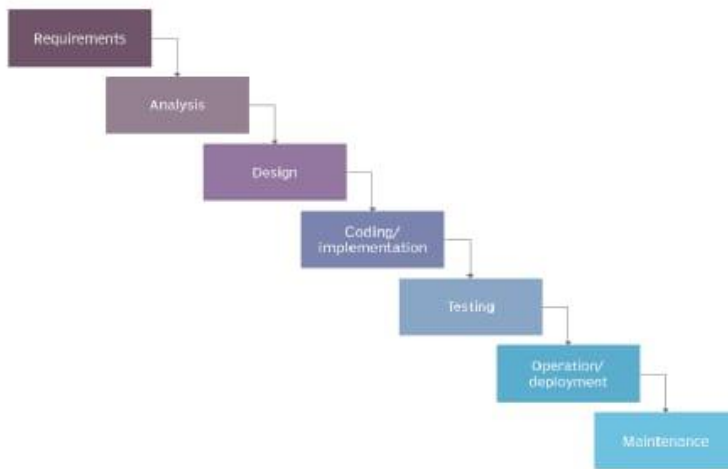 Requirements
Analysis
Design
Coding/
implementation
Testing
Operation/
deployment
Maintenance